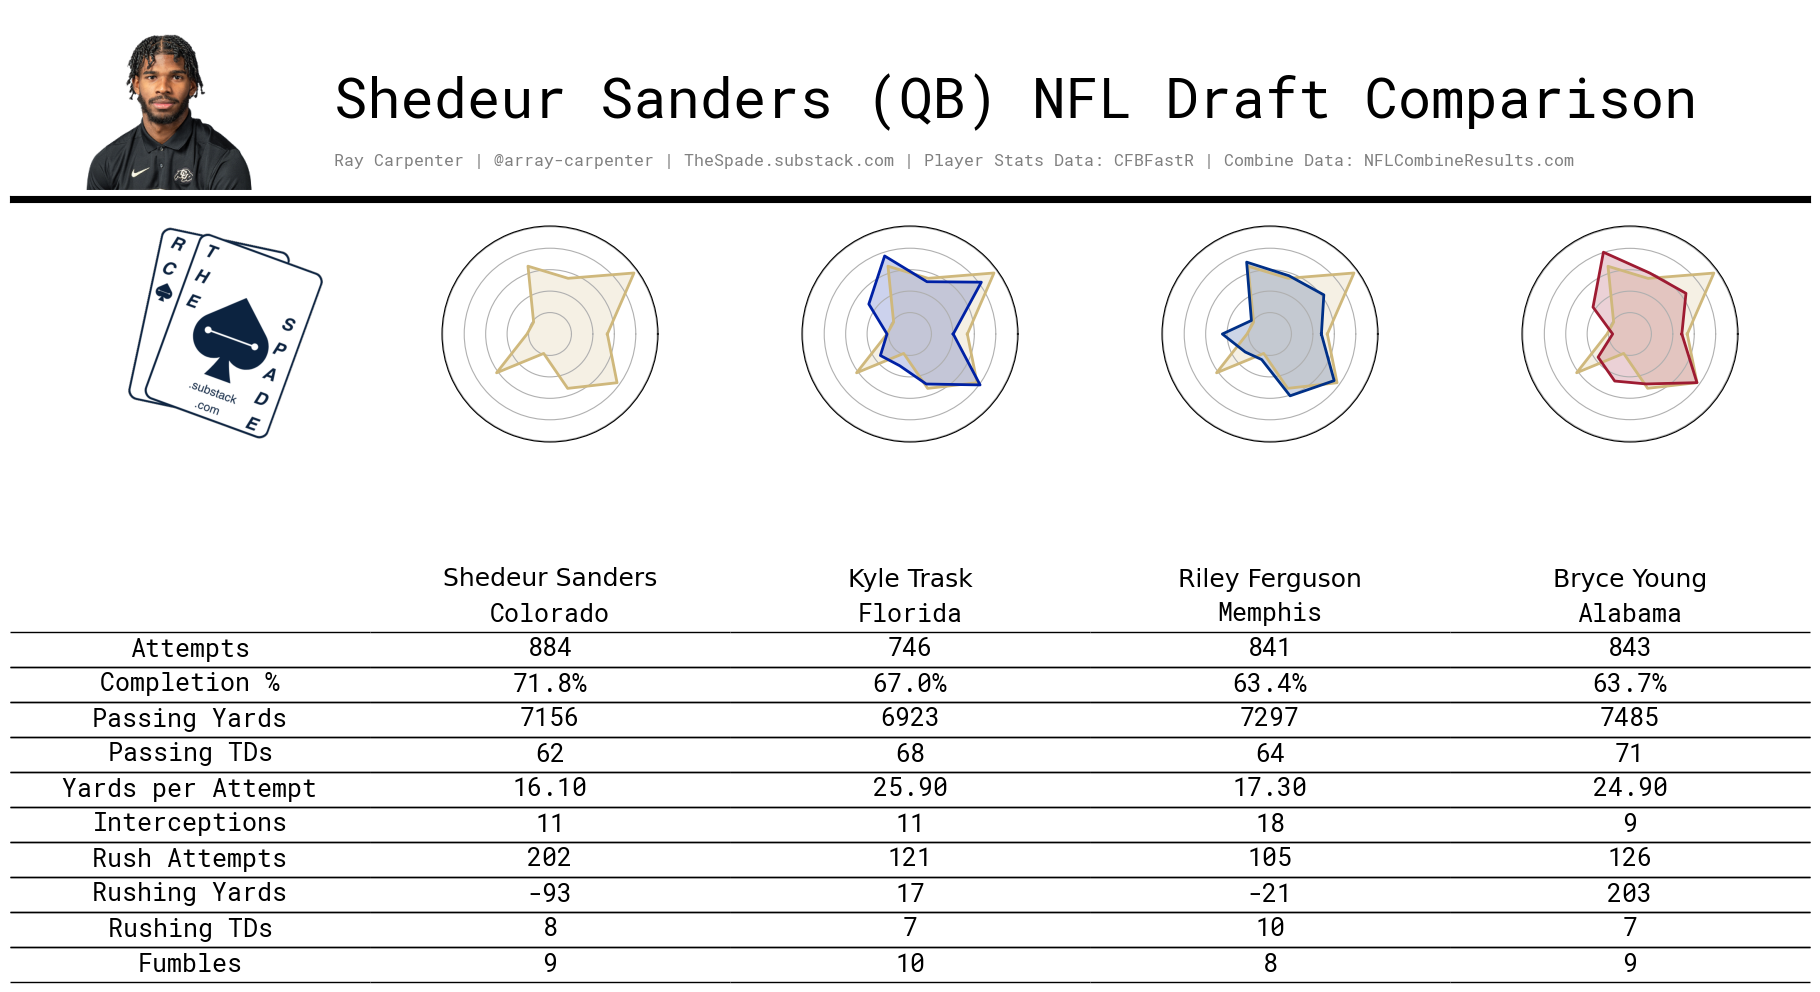 Shedeur Sanders (QB) NFL Draft Comparison
Ray Carpenter | @array-carpenter | TheSpade.substack.com | Player Stats Data: CFBFastR | Combine Data: NFLCombineResults.com
R C
THE
SPADE
.substack
.com
Shedeur Sanders Kyle Trask Riley Ferguson Bryce Young
Colorado Florida Memphis Alabama
Attempts 884 746 841 843
Completion % 71.8% 67.0% 63.4% 63.7%
Passing Yards 7156 6923 7297 7485
Passing TDs 62 68 64 71
Yards per Attempt 16.10 25.90 17.30 24.90
Interceptions 11 11 18 9
Rush Attempts 202 121 105 126
Rushing Yards -93 17 -21 203
Rushing TDs 8 7 10 7
Fumbles 9 10 8 9